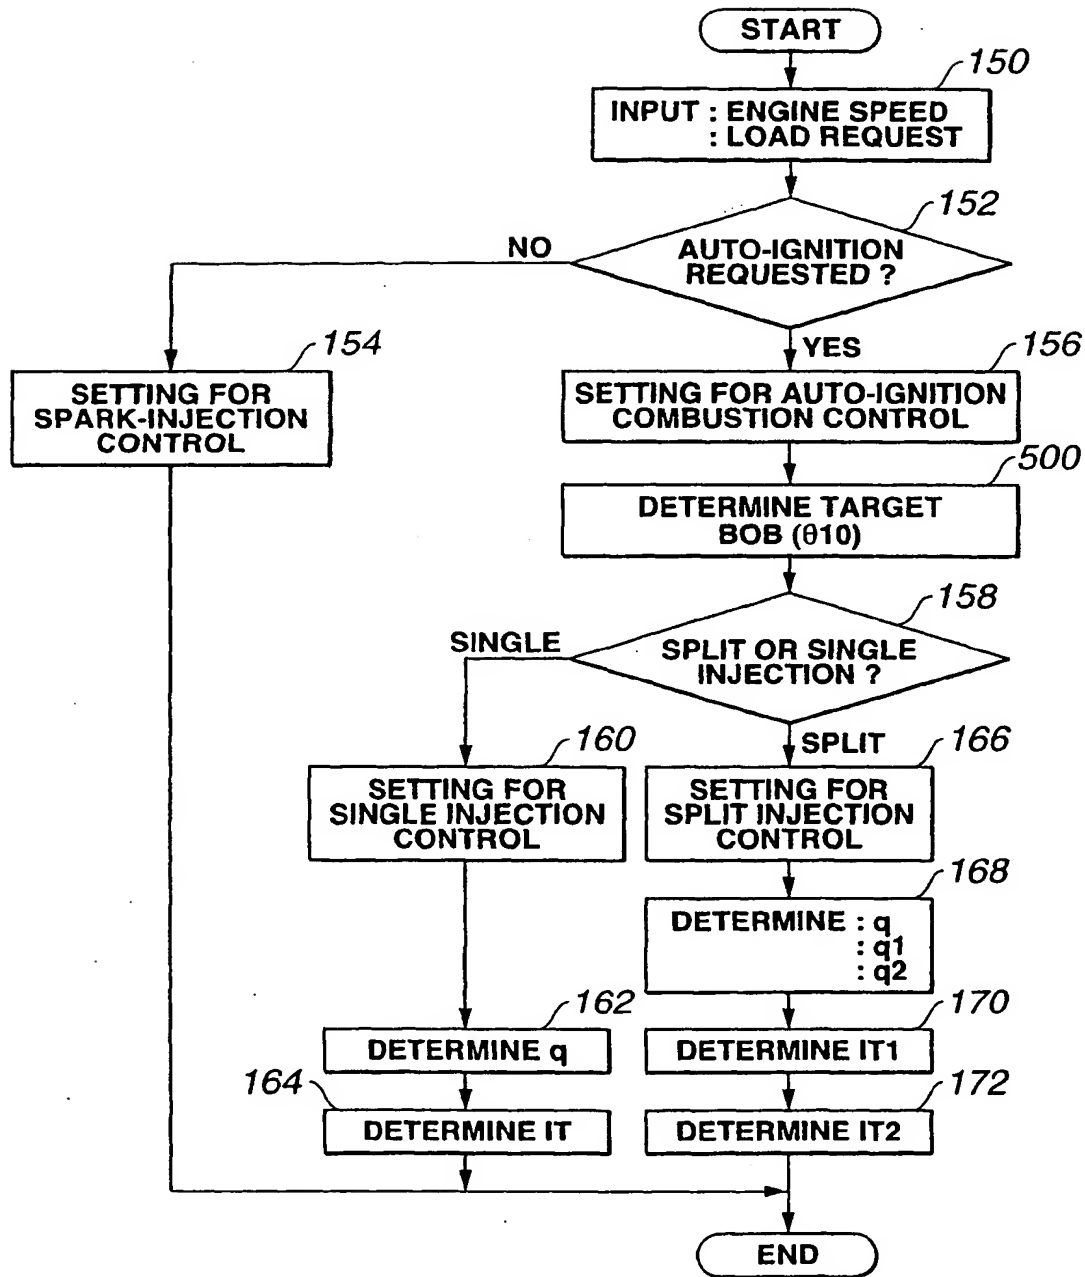 START
150
INPUT : ENGINE SPEED
: LOAD REQUEST
152
AUTO-IGNITION
REQUESTED ?
NO
YES
154
SETTING FOR
SPARK-INJECTION
CONTROL
156
SETTING FOR AUTO-IGNITION
COMBUSTION CONTROL
500
DETERMINE TARGET
BOB (θ10)
158
SPLIT OR SINGLE
INJECTION ?
SINGLE
SPLIT
160
SETTING FOR
SINGLE INJECTION
CONTROL
166
SETTING FOR
SPLIT INJECTION
CONTROL
168
DETERMINE : q
: q1
: q2
162
DETERMINE q
170
DETERMINE IT1
164
DETERMINE IT
172
DETERMINE IT2
END